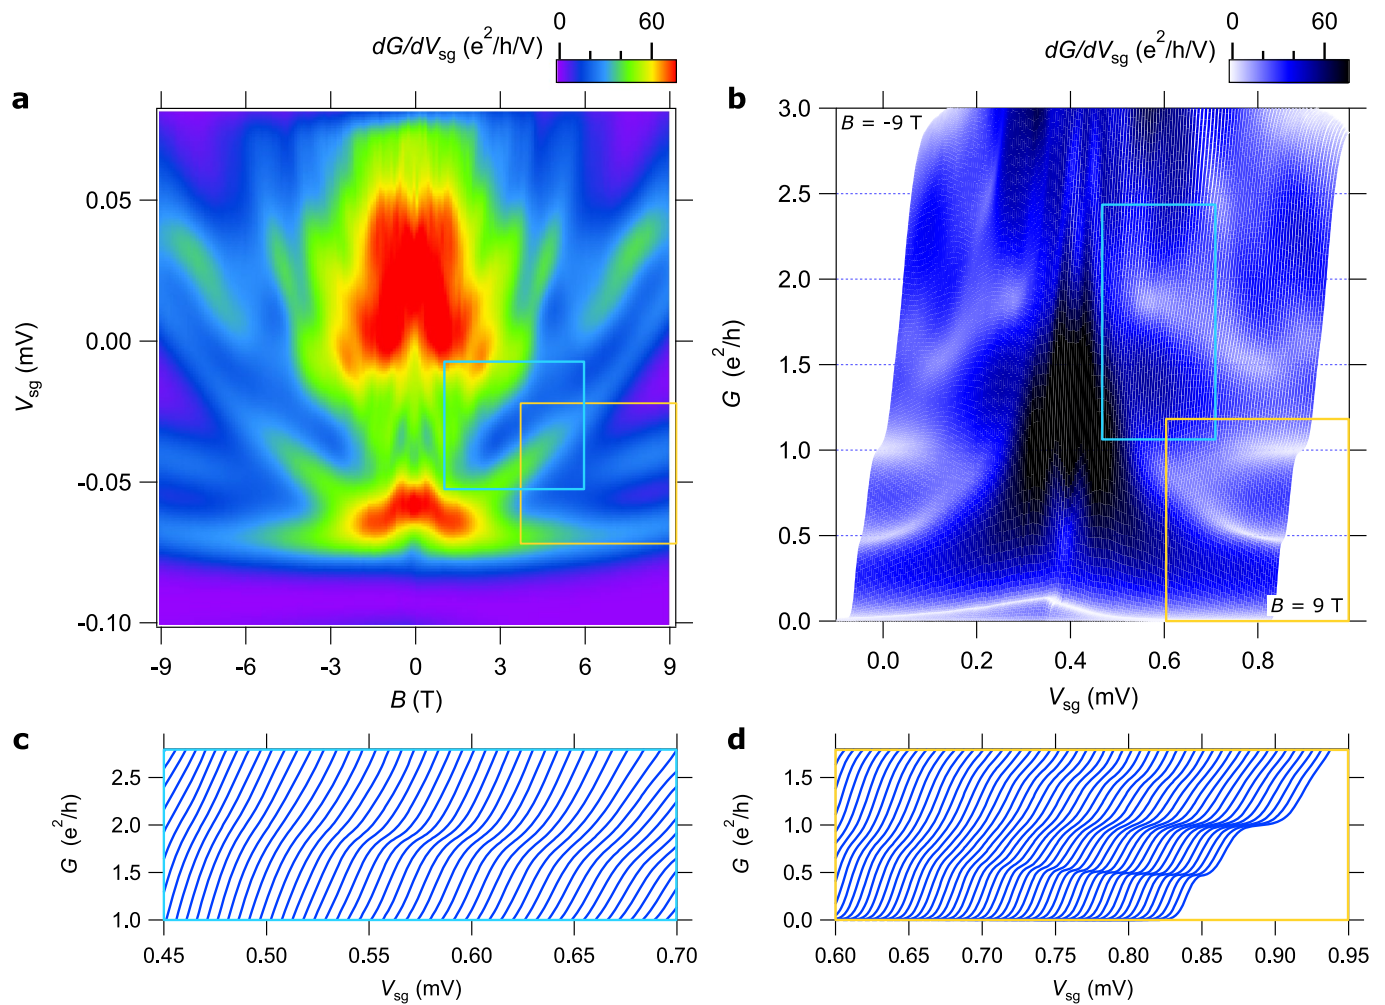 0 60
dG/dVsg (e²/h/V)
a
0.05
0.00
-0.05
-0.10
Vsg (mV)
-9 -6 -3 0 3 6 9
B (T)
0 60
dG/dVsg (e²/h/V)
b
B = -9 T
3.0
2.5
2.0
1.5
1.0
0.5
0.0
G (e²/h)
B = 9 T
0.0 0.2 0.4 0.6 0.8
Vsg (mV)
c
2.5
2.0
1.5
1.0
G (e²/h)
0.45 0.50 0.55 0.60 0.65 0.70
Vsg (mV)
d
1.5
1.0
0.5
0.0
G (e²/h)
0.60 0.65 0.70 0.75 0.80 0.85 0.90 0.95
Vsg (mV)